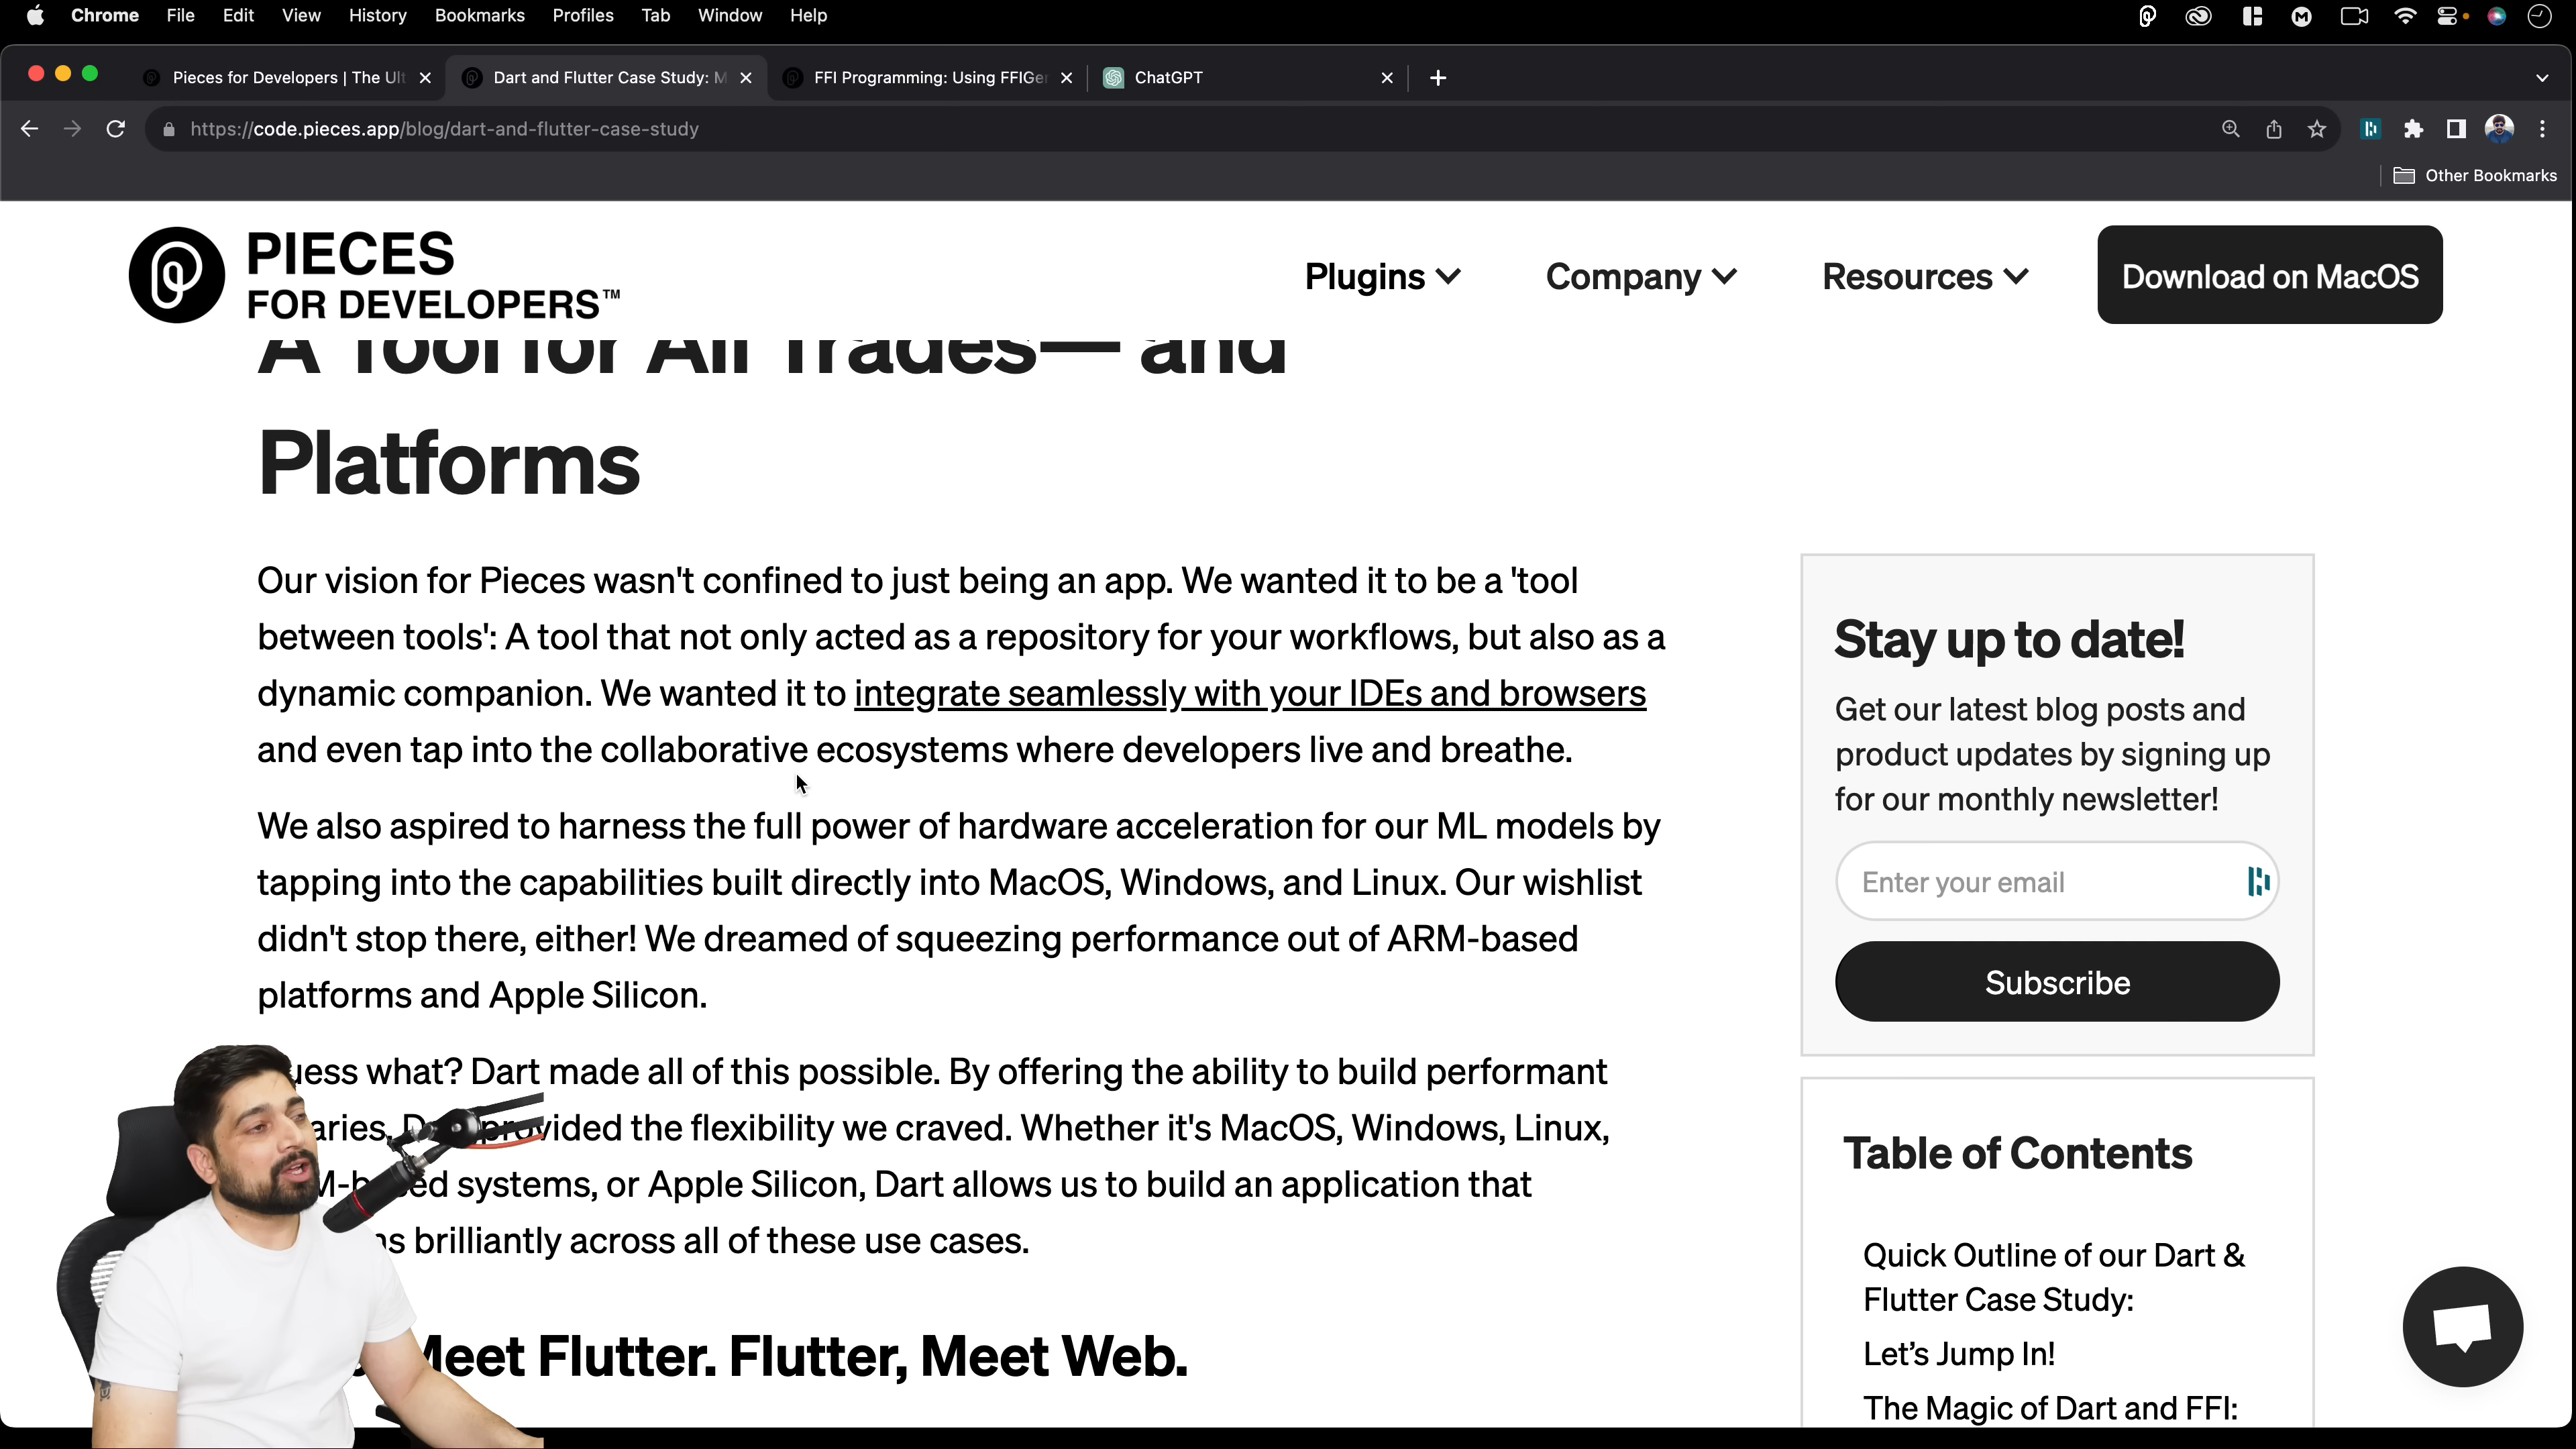 Chrome File Edit View History Bookmarks Profiles Tab Window Help
Pieces for Developers | The Ult
Dart and Flutter Case Study: M
FFI Programming: Using FFIGe
ChatGPT
https://code.pieces.app/blog/dart-and-flutter-case-study
Other Bookmarks
PIECES
FOR DEVELOPERS™
Plugins Company Resources Download on MacOS
A Tool for All Trades— and
Platforms
Our vision for Pieces wasn't confined to just being an app. We wanted it to be a 'tool
between tools': A tool that not only acted as a repository for your workflows, but also as a
dynamic companion. We wanted it to integrate seamlessly with your IDEs and browsers
and even tap into the collaborative ecosystems where developers live and breathe.
We also aspired to harness the full power of hardware acceleration for our ML models by
tapping into the capabilities built directly into MacOS, Windows, and Linux. Our wishlist
didn't stop there, either! We dreamed of squeezing performance out of ARM-based
platforms and Apple Silicon.
uess what? Dart made all of this possible. By offering the ability to build performant
aries, D provided the flexibility we craved. Whether it's MacOS, Windows, Linux,
M-based systems, or Apple Silicon, Dart allows us to build an application that
ns brilliantly across all of these use cases.
Meet Flutter. Flutter, Meet Web.
Stay up to date!
Get our latest blog posts and
product updates by signing up
for our monthly newsletter!
Enter your email
Subscribe
Table of Contents
Quick Outline of our Dart &
Flutter Case Study:
Let's Jump In!
The Magic of Dart and FFI: